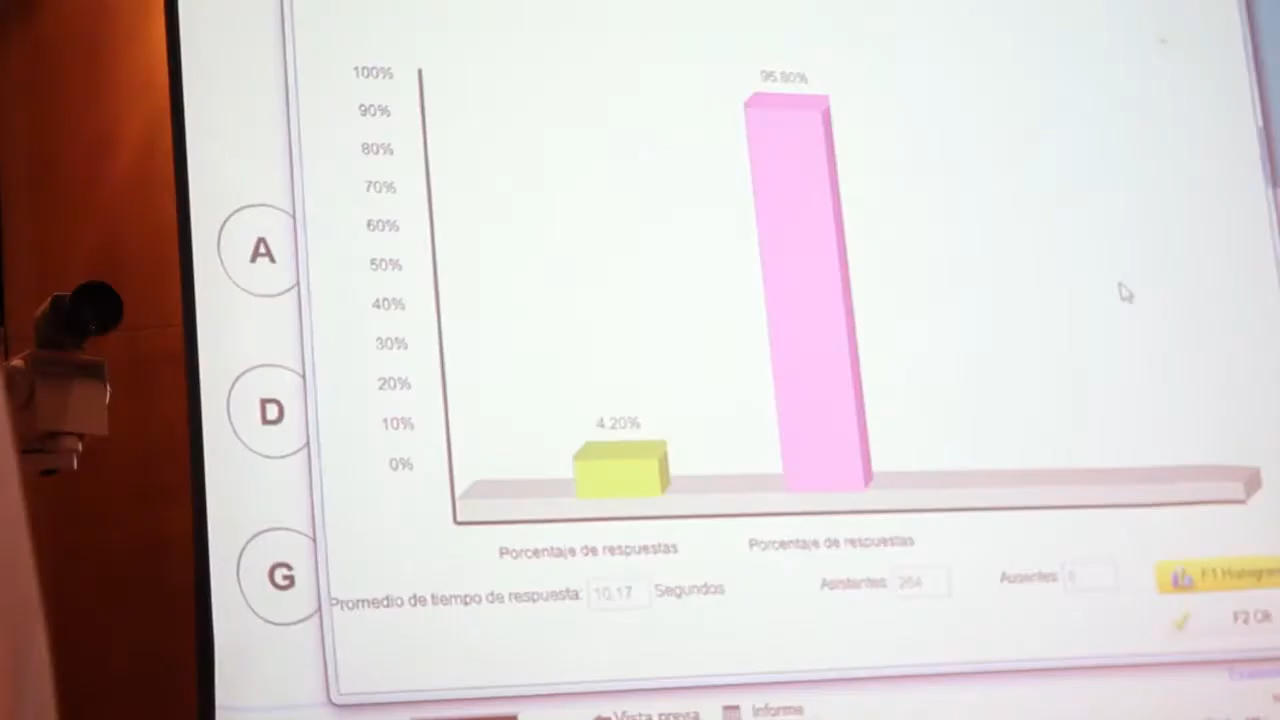 100%
95.80%
90%
80%
70%
60%
A
50%
40%
30%
20%
D
10%
4.20%
0%
Porcentaje de respuestas
Porcentaje de respuestas
G
Promedio de tiempo de respuesta: 10.17 Segundos
Asistentes 264
Ausentes
F1
F2 Ok
Vista previa
Informe